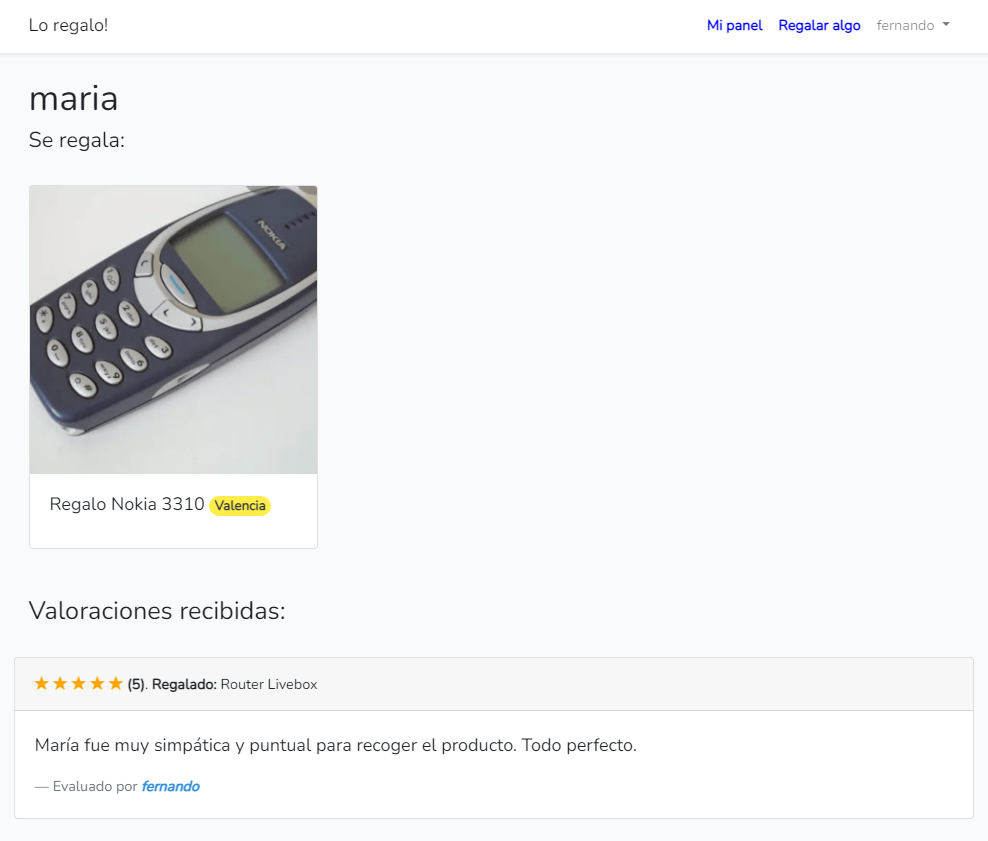 Lo regalo!
Mi panel Regalar algo fernando
maria
Se regala:
NOKIA
Regalo Nokia 3310 Valencia
Valoraciones recibidas:
★★★★★ (5). Regalado: Router Livebox
María fue muy simpática y puntual para recoger el producto. Todo perfecto.
— Evaluado por fernando